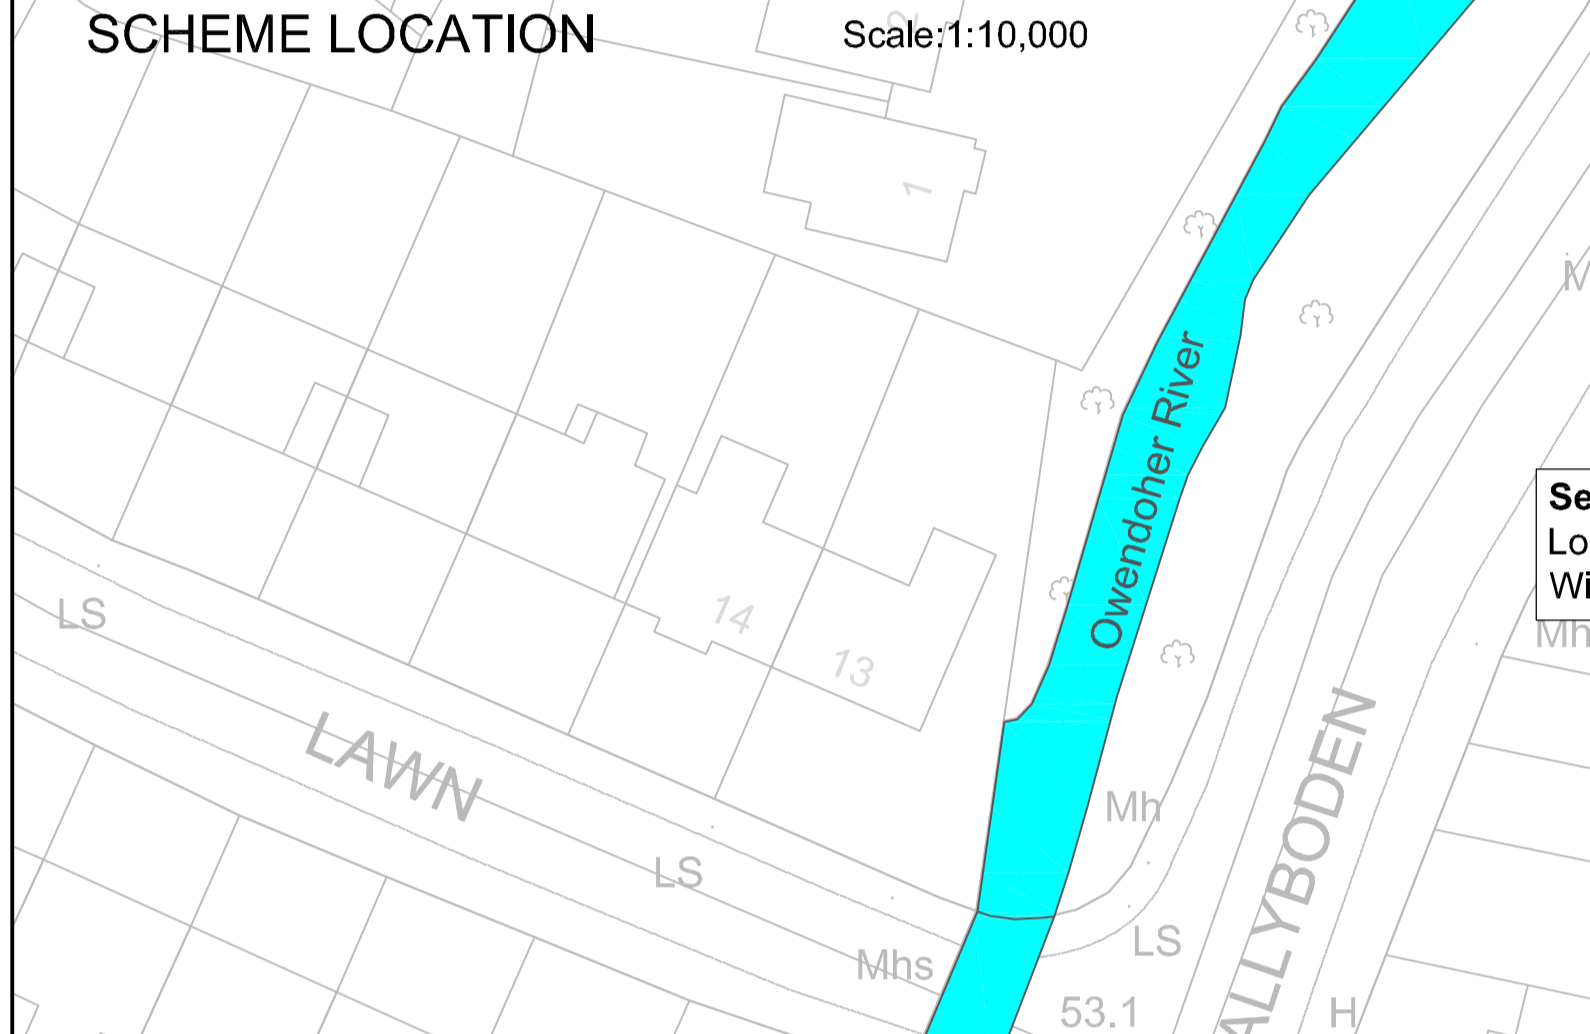 SCHEME LOCATION
Scale:1:10,000
2
1
Owendoher River
Se
Lo
Wi
Mh
LS
14
13
LAWN
Mh
LS
LS
Mhs
53.1
ALLYBODEN
H